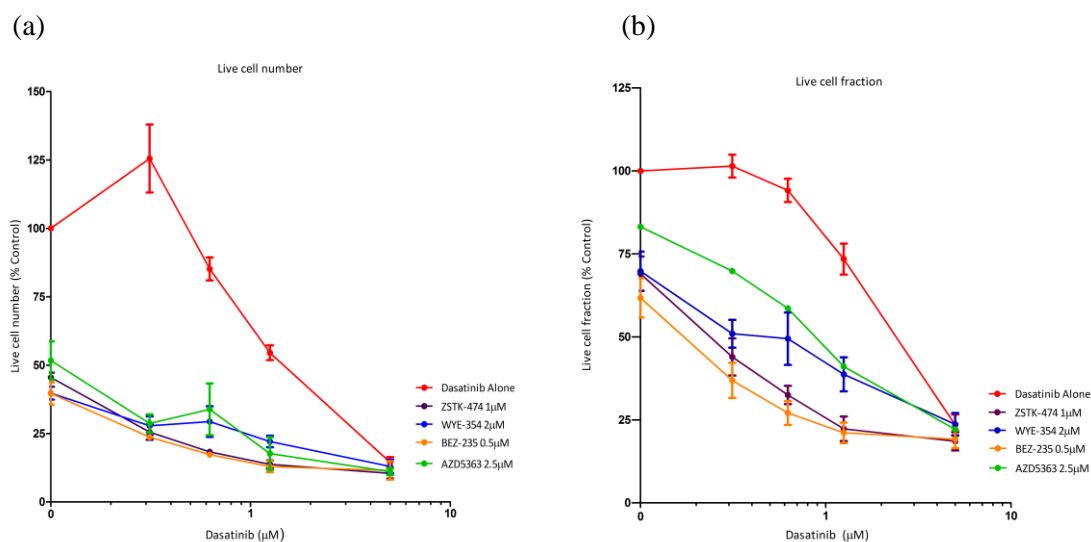 (a)
Live cell number
150
125
100
75
50
25
0
Live cell number (% Control)
0
1
10
Dasatinib (μM)
Dasatinib Alone
ZSTK-474 1μM
WYE-354 2μM
BEZ-235 0.5μM
AZD5363 2.5μM
(b)
Live cell fraction
125
100
75
50
25
0
Live cell fraction (% Control)
0
1
10
Dasatinib (μM)
Dasatinib Alone
ZSTK-474 1μM
WYE-354 2μM
BEZ-235 0.5μM
AZD5363 2.5μM